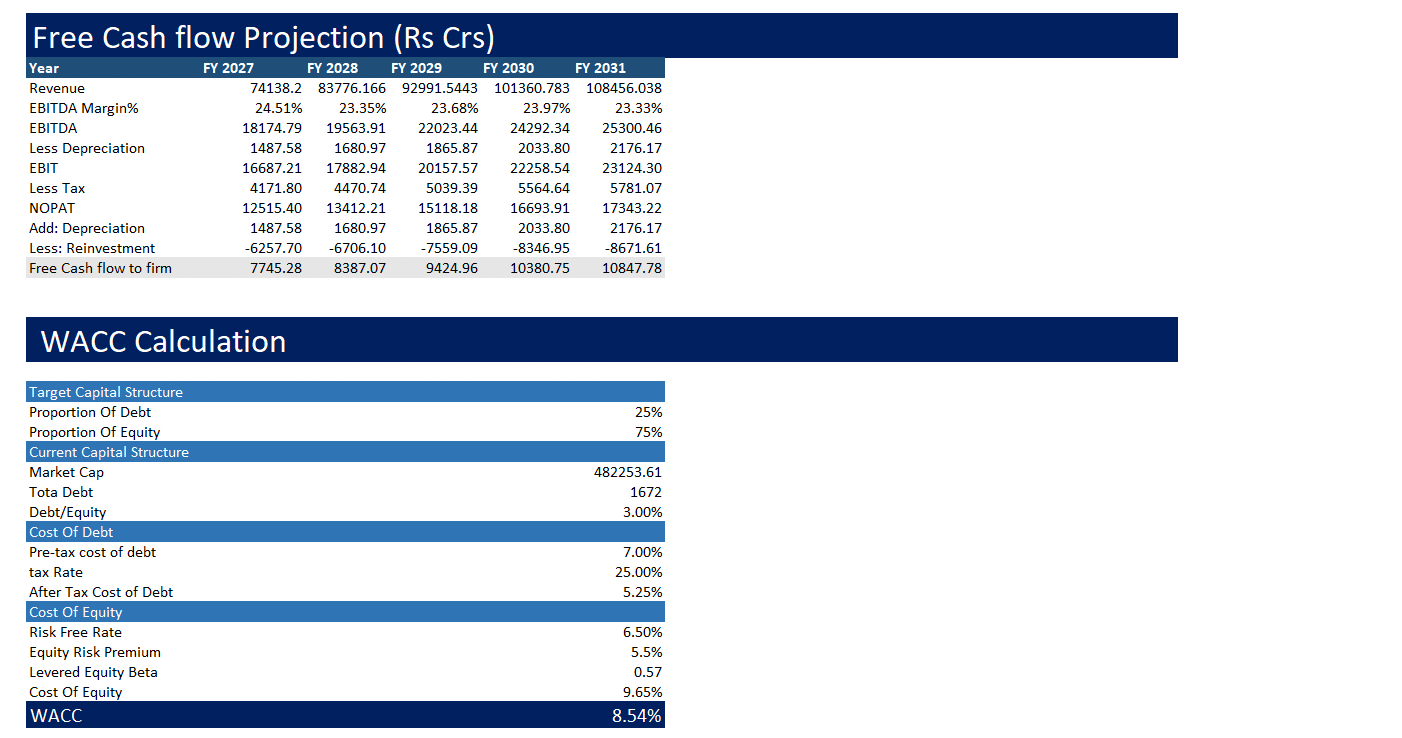 Free Cash flow Projection (Rs Crs)
Year FY 2027 FY 2028 FY 2029 FY 2030 FY 2031
Revenue 74138.2 83776.166 92991.5443 101360.783 108456.038
EBITDA Margin% 24.51% 23.35% 23.68% 23.97% 23.33%
EBITDA 18174.79 19563.91 22023.44 24292.34 25300.46
Less Depreciation 1487.58 1680.97 1865.87 2033.80 2176.17
EBIT 16687.21 17882.94 20157.57 22258.54 23124.30
Less Tax 4171.80 4470.74 5039.39 5564.64 5781.07
NOPAT 12515.40 13412.21 15118.18 16693.91 17343.22
Add: Depreciation 1487.58 1680.97 1865.87 2033.80 2176.17
Less: Reinvestment -6257.70 -6706.10 -7559.09 -8346.95 -8671.61
Free Cash flow to firm 7745.28 8387.07 9424.96 10380.75 10847.78
WACC Calculation
Target Capital Structure
Proportion Of Debt 25%
Proportion Of Equity 75%
Current Capital Structure
Market Cap 482253.61
Tota Debt 1672
Debt/Equity 3.00%
Cost Of Debt
Pre-tax cost of debt 7.00%
tax Rate 25.00%
After Tax Cost of Debt 5.25%
Cost Of Equity
Risk Free Rate 6.50%
Equity Risk Premium 5.5%
Levered Equity Beta 0.57
Cost Of Equity 9.65%
WACC 8.54%